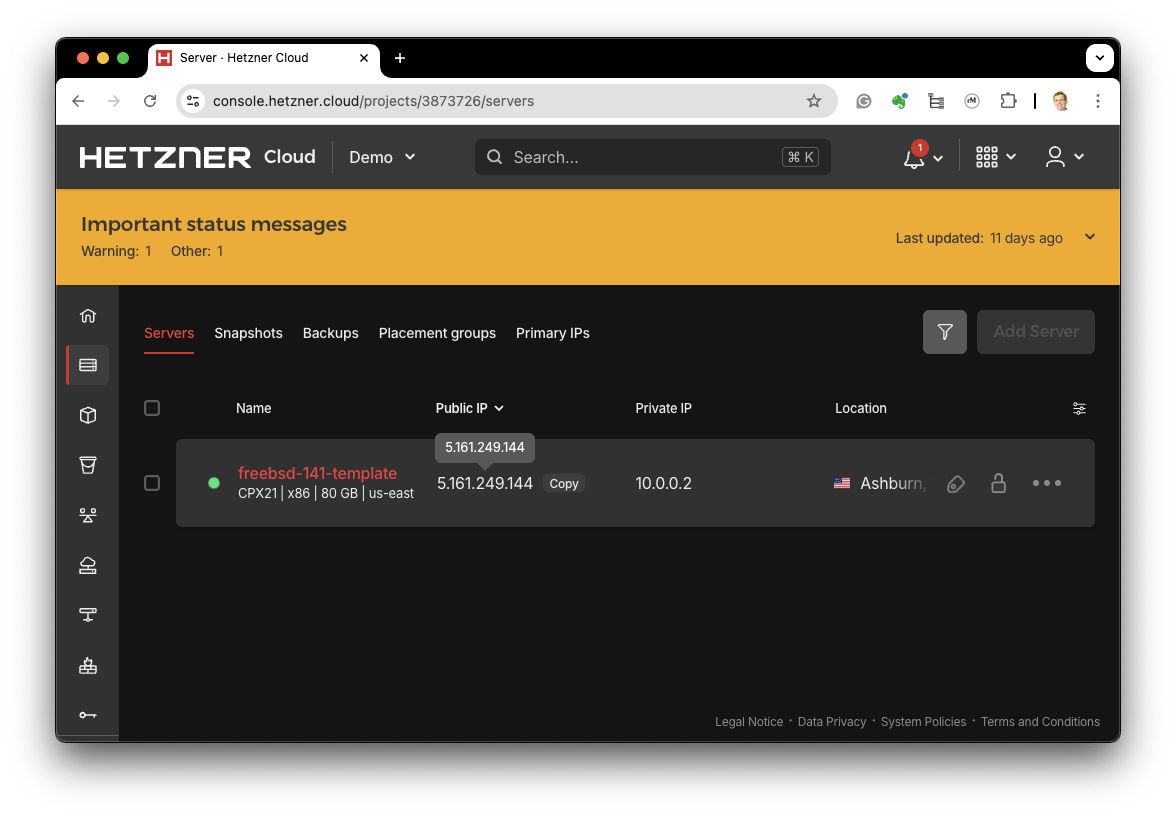 Server · Hetzner Cloud
console.hetzner.cloud/projects/3873726/servers
HETZNER Cloud Demo Search... ⌘ K 1
Important status messages
Warning: 1 Other: 1
Last updated: 11 days ago
Servers Snapshots Backups Placement groups Primary IPs
Add Server
Name Public IP Private IP Location
5.161.249.144
freebsd-141-template
CPX21 | x86 | 80 GB | us-east
5.161.249.144 Copy 10.0.0.2 Ashburn,
Legal Notice · Data Privacy · System Policies · Terms and Conditions